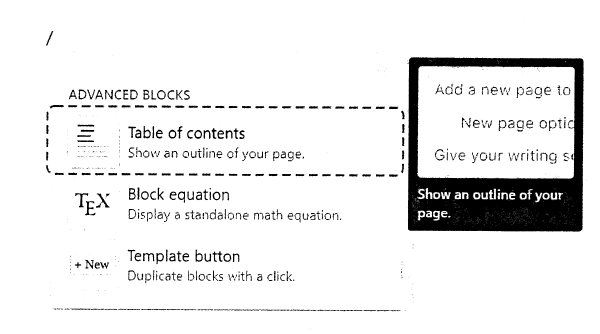 /
ADVANCED BLOCKS
Table of contents
Show an outline of your page.
TEX
Block equation
Display a standalone math equation.
+ New
Template button
Duplicate blocks with a click.
Add a new page to
New page optic
Give your writing so
Show an outline of your
page.